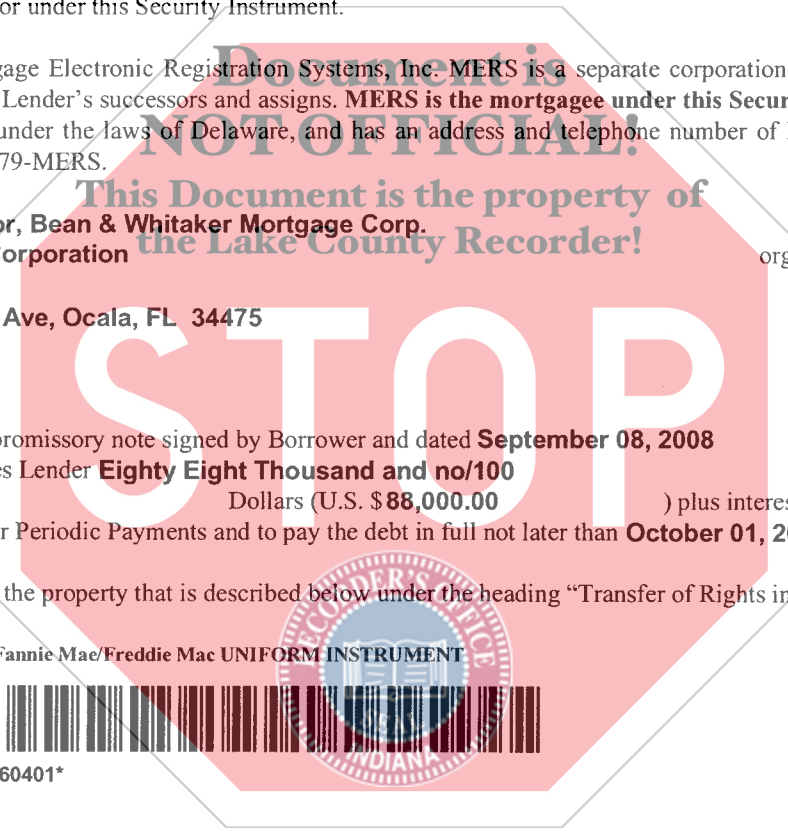 or under this Security Instrument.
Document is
gage Electronic Registration Systems, Inc. MERS is a separate corporation
Lender's successors and assigns. MERS is the mortgagee under this Secur
NOT OFFICIAL!
under the laws of Delaware, and has an address and telephone number of
79-MERS.
This Document is the property of
or, Bean & Whitaker Mortgage Corp.
the Lake County Recorder!
orporation org
Ave, Ocala, FL 34475
STOP
promissory note signed by Borrower and dated September 08, 2008
es Lender Eighty Eight Thousand and no/100
Dollars (U.S. $88,000.00 ) plus interes
r Periodic Payments and to pay the debt in full not later than October 01, 2
the property that is described below under the heading “Transfer of Rights in
RECORDER'S OFFICE
Fannie Mae/Freddie Mac UNIFORM INSTRUMENT
SEAL
INDIANA
60401*